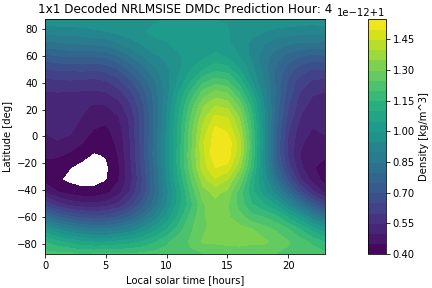 1x1 Decoded NRLMSISE DMDc Prediction Hour: 4
1e−12+1
80
60
40
20
0
−20
−40
−60
−80
Latitude [deg]
0 5 10 15 20
Local solar time [hours]
1.45
1.30
1.15
1.00
0.85
0.70
0.55
0.40
Density [kg/m^3]